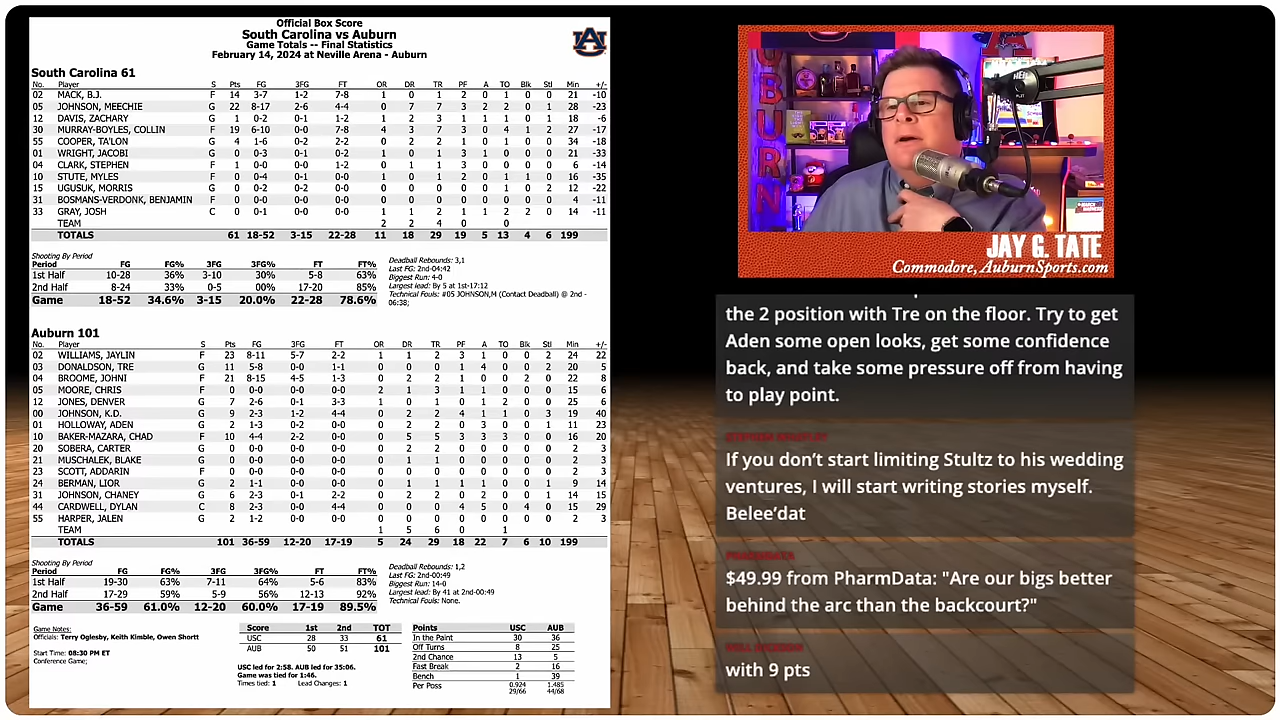 Official Box Score
South Carolina vs Auburn
Game Totals -- Final Statistics
February 14, 2024 at Neville Arena - Auburn
South Carolina 61
No. Player S Pts FG 3FG FT OR DR TR PF A TO Blk Stl Min +/-
02 MACK, B.J. F 14 3-7 1-2 7-8 1 0 1 2 0 1 0 0 21 -10
05 JOHNSON, MEECHIE G 22 8-17 2-6 4-4 0 7 7 3 2 2 0 1 28 -23
12 DAVIS, ZACHARY G 1 0-2 0-1 1-2 1 2 3 1 1 1 0 1 18 -6
30 MURRAY-BOYLES, COLLIN F 19 6-10 0-0 7-8 4 3 7 3 0 4 1 2 27 -17
55 COOPER, TA'LON G 4 1-6 0-2 2-2 0 2 2 1 0 2 0 0 34 -18
01 WRIGHT, JACOBI G 0 0-3 0-1 0-2 1 0 1 3 1 0 0 0 21 -33
04 CLARK, STEPHEN F 1 0-0 0-0 1-2 0 1 1 3 0 0 0 0 6 -14
10 STUTE, MYLES F 0 0-4 0-1 0-0 1 0 1 2 0 1 1 0 16 -35
15 UGUSUK, MORRIS G 0 0-2 0-2 0-0 0 0 0 0 0 1 0 2 12 -22
31 BOSMANS-VERDONK, BENJAMIN F 0 0-0 0-0 0-0 0 0 0 0 0 0 0 0 4 -11
33 GRAY, JOSH C 0 0-1 0-0 0-0 1 1 2 1 1 2 2 0 14 -11
TEAM 2 2 4 0 0
TOTALS 61 18-52 3-15 22-28 11 18 29 19 5 13 4 6 199
Shooting By Period
Period FG FG% 3FG 3FG% FT FT%
1st Half 10-28 36% 3-10 30% 5-8 63%
2nd Half 8-24 33% 0-5 00% 17-20 85%
Game 18-52 34.6% 3-15 20.0% 22-28 78.6%
Deadball Rebounds: 3,1
Last FG: 2nd-04:42
Biggest Run: 4-0
Largest lead: By 5 at 1st-17:12
Technical Fouls: #05 JOHNSON,M (Contact Deadball) @ 2nd -
06:38;
Auburn 101
No. Player S Pts FG 3FG FT OR DR TR PF A TO Blk Stl Min +/-
02 WILLIAMS, JAYLIN F 23 8-11 5-7 2-2 1 1 2 3 1 0 0 2 24 22
03 DONALDSON, TRE G 11 5-8 0-0 1-1 0 0 0 1 4 0 0 2 20 5
04 BROOME, JOHNI F 21 8-15 4-5 1-3 0 2 2 1 0 0 2 0 22 8
05 MOORE, CHRIS F 0 0-0 0-0 0-0 2 1 3 1 1 0 0 0 15 6
12 JONES, DENVER G 7 2-6 0-1 3-3 1 0 1 0 1 2 0 0 25 6
00 JOHNSON, K.D. G 9 2-3 1-2 4-4 0 2 2 4 1 1 0 3 19 40
01 HOLLOWAY, ADEN G 2 1-3 0-2 0-0 0 2 2 0 3 0 0 1 11 23
10 BAKER-MAZARA, CHAD F 10 4-4 2-2 0-0 0 5 5 3 3 3 0 0 16 20
20 SOBERA, CARTER G 0 0-0 0-0 0-0 0 0 0 0 0 0 0 0 2 3
21 MUSCHALEK, BLAKE G 0 0-0 0-0 0-0 0 1 1 0 0 0 0 0 2 3
23 SCOTT, ADDARIN F 0 0-0 0-0 0-0 0 0 0 0 0 0 0 0 2 3
24 BERMAN, LIOR G 2 1-1 0-0 0-0 0 1 1 1 1 0 0 1 9 14
31 JOHNSON, CHANEY G 6 2-3 0-1 2-2 0 2 2 0 2 0 0 1 14 15
44 CARDWELL, DYLAN C 8 2-3 0-0 4-4 0 2 2 4 5 0 4 0 15 29
55 HARPER, JALEN G 2 1-2 0-0 0-0 0 0 0 0 0 0 0 0 2 3
TEAM 1 5 6 0 1
TOTALS 101 36-59 12-20 17-19 5 24 29 18 22 7 6 10 199
Shooting By Period
Period FG FG% 3FG 3FG% FT FT%
1st Half 19-30 63% 7-11 64% 5-6 83%
2nd Half 17-29 59% 5-9 56% 12-13 92%
Game 36-59 61.0% 12-20 60.0% 17-19 89.5%
Deadball Rebounds: 1,2
Last FG: 2nd-00:49
Biggest Run: 14-0
Largest lead: By 41 at 2nd-00:49
Technical Fouls: None.
Game Notes:
Officials: Terry Oglesby, Keith Kimble, Owen Shortt
Start Time: 08:30 PM ET
Conference Game;
Score 1st 2nd TOT
USC 28 33 61
AUB 50 51 101
USC led for 2:58. AUB led for 35:06.
Game was tied for 1:46.
Times tied: 1 Lead Changes: 1
Points USC AUB
In the Paint 30 36
Off Turns 8 25
2nd Chance 13 5
Fast Break 2 16
Bench 1 39
Per Poss 0.924 1.485
29/66 44/68
JAY G. TATE
Commodore, AuburnSports.com
the 2 position with Tre on the floor. Try to get
Aden some open looks, get some confidence
back, and take some pressure off from having
to play point.
If you don't start limiting Stultz to his wedding
ventures, I will start writing stories myself.
Belee'dat
PHARMDATA
$49.99 from PharmData: "Are our bigs better
behind the arc than the backcourt?"
with 9 pts